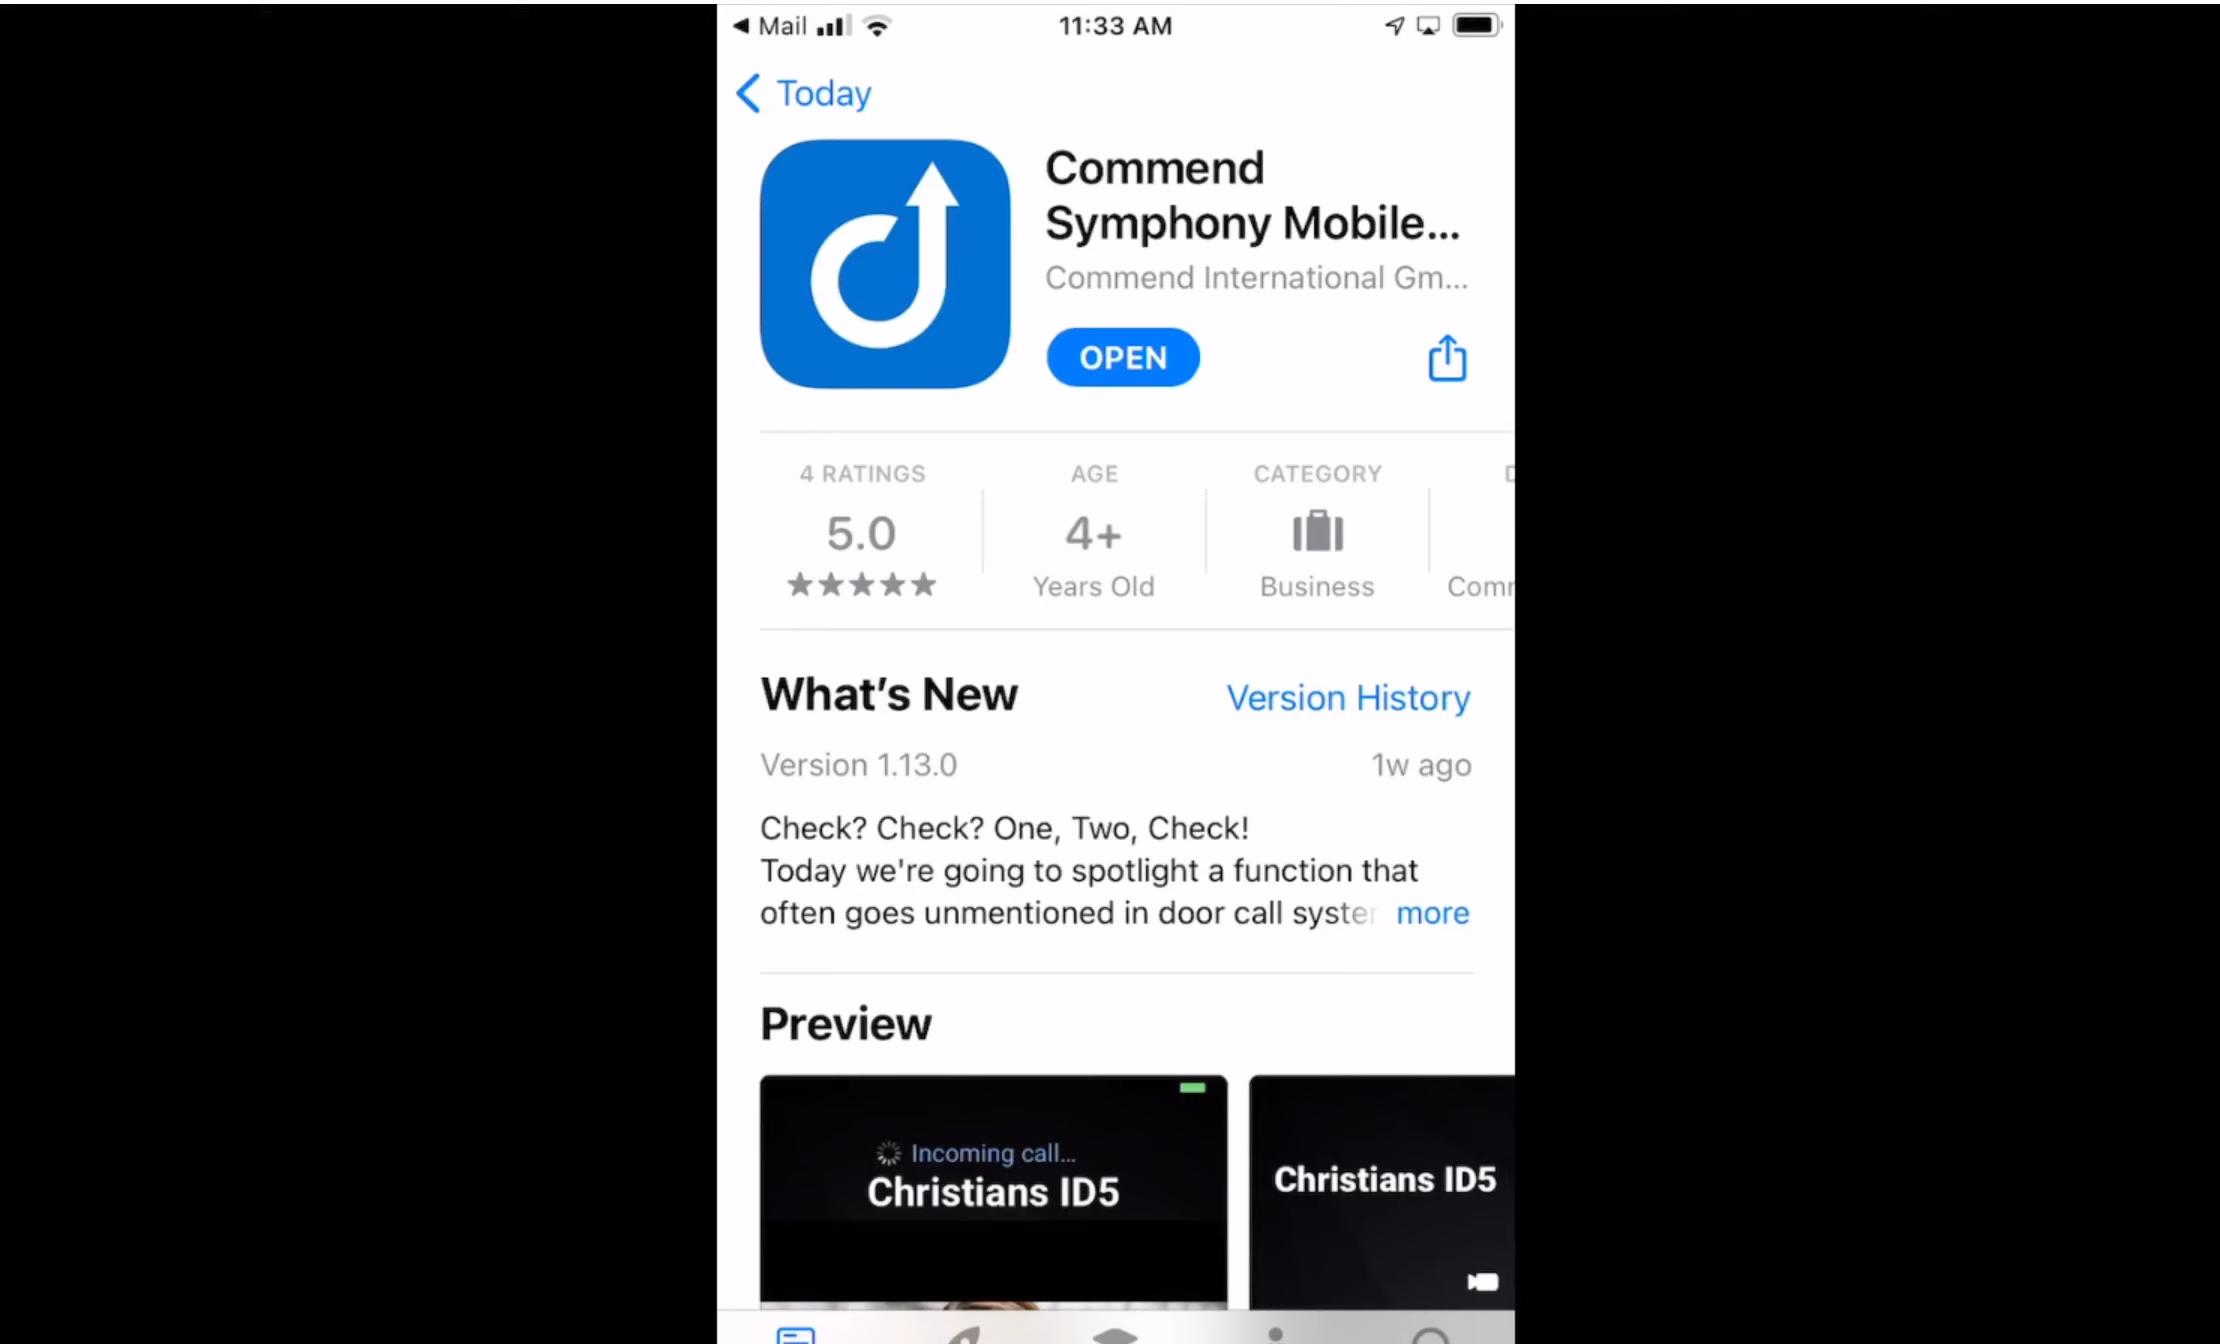 Mail
11:33 AM
Today
Commend
Symphony Mobile...
Commend International Gm...
OPEN
4 RATINGS
AGE
CATEGORY
5.0
4+
Years Old
Business
What's New
Version History
Version 1.13.0
1w ago
Check? Check? One, Two, Check!
Today we're going to spotlight a function that
often goes unmentioned in door call syste more
Preview
Incoming call...
Christians ID5
Christians ID5